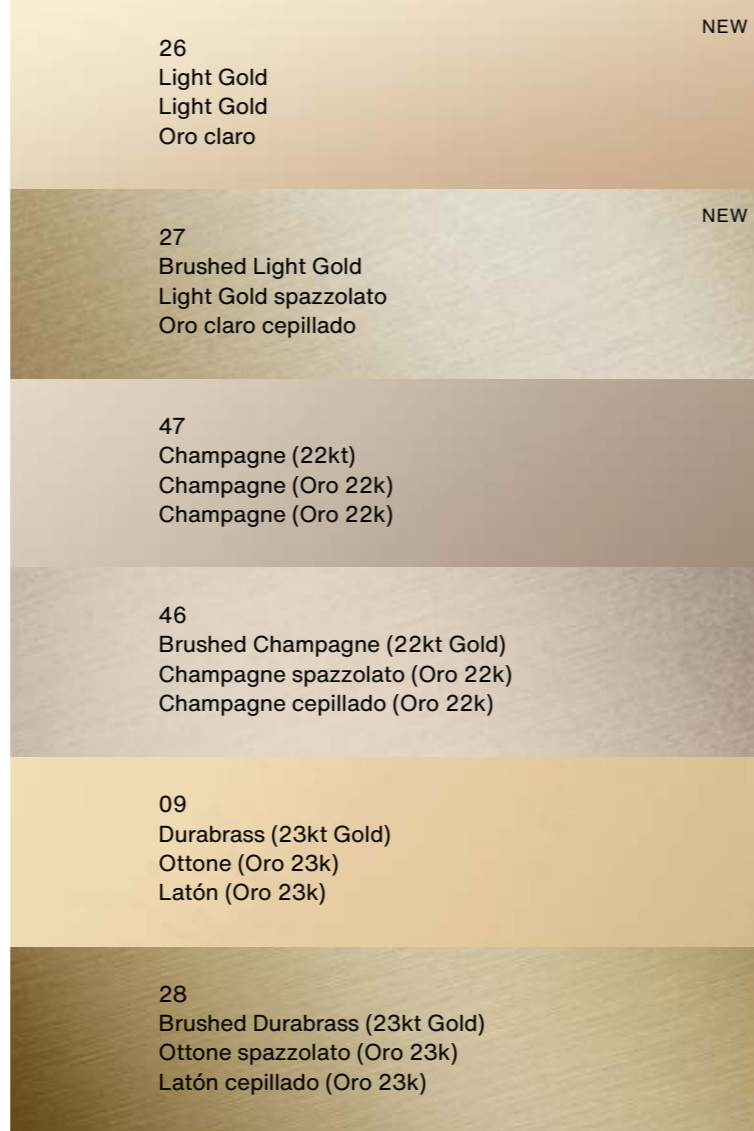 NEW
26
Light Gold
Light Gold
Oro claro
NEW
27
Brushed Light Gold
Light Gold spazzolato
Oro claro cepillado
47
Champagne (22kt)
Champagne (Oro 22k)
Champagne (Oro 22k)
46
Brushed Champagne (22kt Gold)
Champagne spazzolato (Oro 22k)
Champagne cepillado (Oro 22k)
09
Durabrass (23kt Gold)
Ottone (Oro 23k)
Latón (Oro 23k)
28
Brushed Durabrass (23kt Gold)
Ottone spazzolato (Oro 23k)
Latón cepillado (Oro 23k)